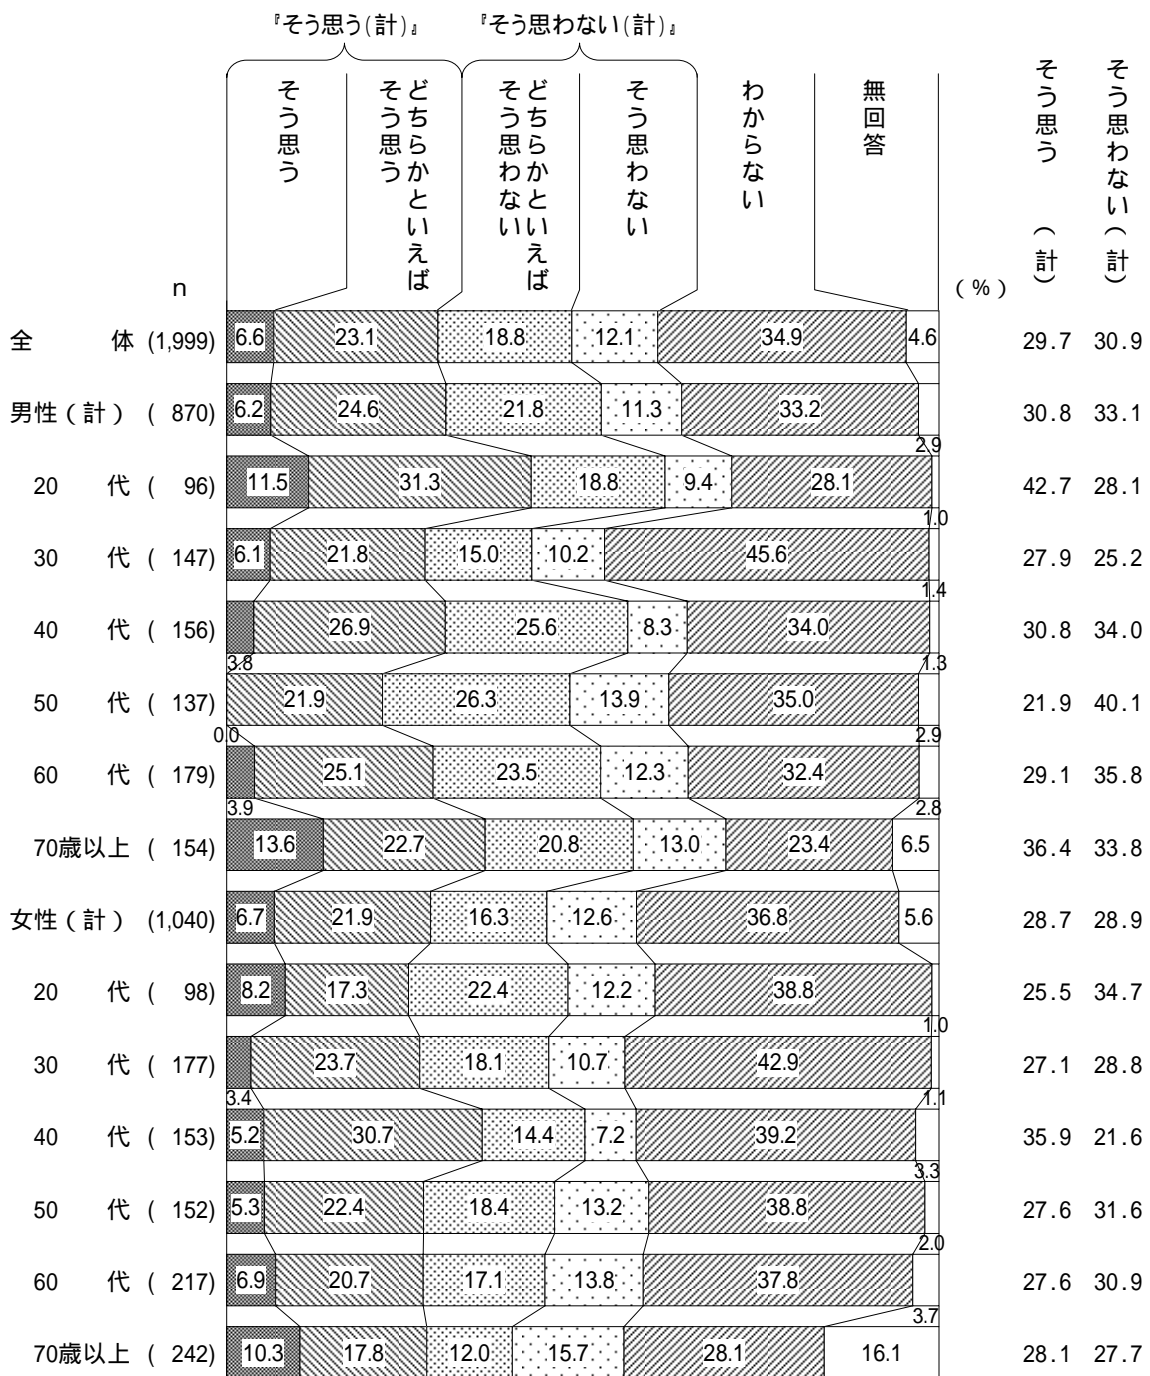 『そう思う(計)』 『そう思わない(計)』
そう思う
どちらかといえば
そう思う
どちらかといえば
そう思わない
そう思わない
わからない
無回答
そう思う（計）
そう思わない（計）
n
(%)
全 体 (1,999) 6.6 23.1 18.8 12.1 34.9 4.6 29.7 30.9
男性(計) ( 870) 6.2 24.6 21.8 11.3 33.2 30.8 33.1
2.9
20 代 ( 96) 11.5 31.3 18.8 9.4 28.1 42.7 28.1
1.0
30 代 ( 147) 6.1 21.8 15.0 10.2 45.6 27.9 25.2
1.4
40 代 ( 156) 26.9 25.6 8.3 34.0 30.8 34.0
3.8 1.3
50 代 ( 137) 21.9 26.3 13.9 35.0 21.9 40.1
0.0 2.9
60 代 ( 179) 25.1 23.5 12.3 32.4 29.1 35.8
3.9 2.8
70歳以上 ( 154) 13.6 22.7 20.8 13.0 23.4 6.5 36.4 33.8
女性(計) (1,040) 6.7 21.9 16.3 12.6 36.8 5.6 28.7 28.9
20 代 ( 98) 8.2 17.3 22.4 12.2 38.8 25.5 34.7
1.0
30 代 ( 177) 23.7 18.1 10.7 42.9 27.1 28.8
3.4 1.1
40 代 ( 153) 5.2 30.7 14.4 7.2 39.2 35.9 21.6
3.3
50 代 ( 152) 5.3 22.4 18.4 13.2 38.8 27.6 31.6
2.0
60 代 ( 217) 6.9 20.7 17.1 13.8 37.8 27.6 30.9
3.7
70歳以上 ( 242) 10.3 17.8 12.0 15.7 28.1 16.1 28.1 27.7